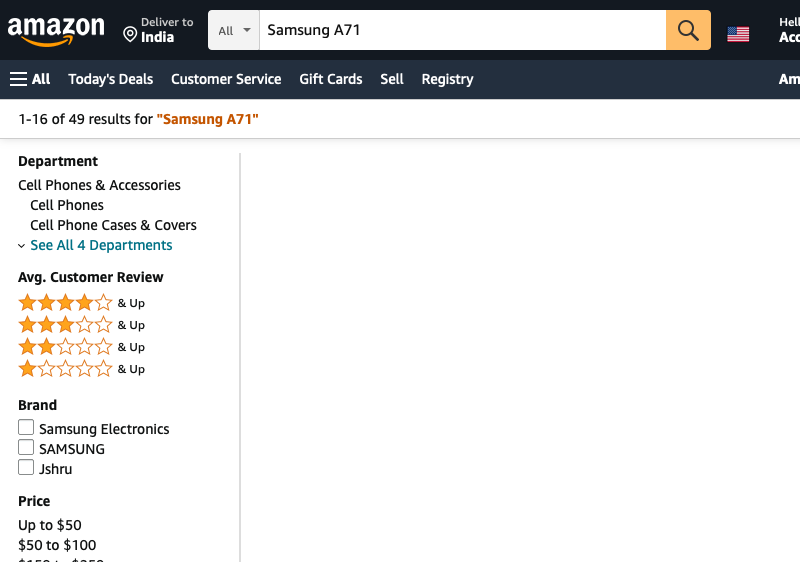 amazon
Deliver to
India
All
Samsung A71
Hell
Acc
All Today's Deals Customer Service Gift Cards Sell Registry Am
1-16 of 49 results for "Samsung A71"
Department
Cell Phones & Accessories
Cell Phones
Cell Phone Cases & Covers
See All 4 Departments
Avg. Customer Review
& Up
& Up
& Up
& Up
Brand
Samsung Electronics
SAMSUNG
Jshru
Price
Up to $50
$50 to $100